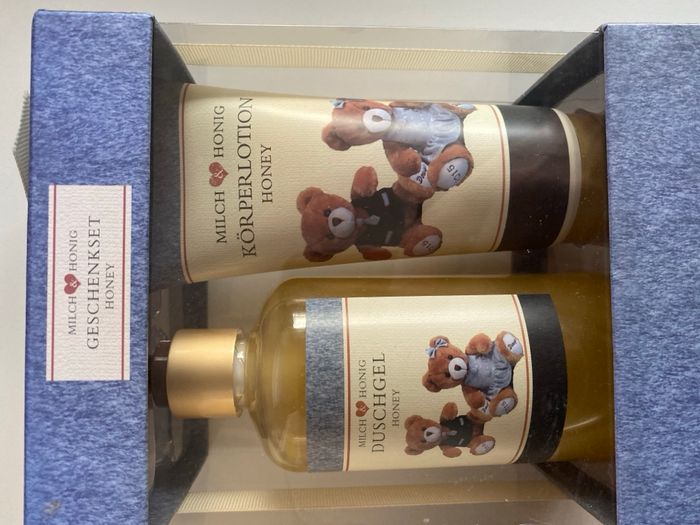 MILCH & HONIG
GESCHENKSET
HONEY
MILCH & HONIG
KÖRPERLOTION
HONEY
MILCH & HONIG
DUSCHGEL
HONEY